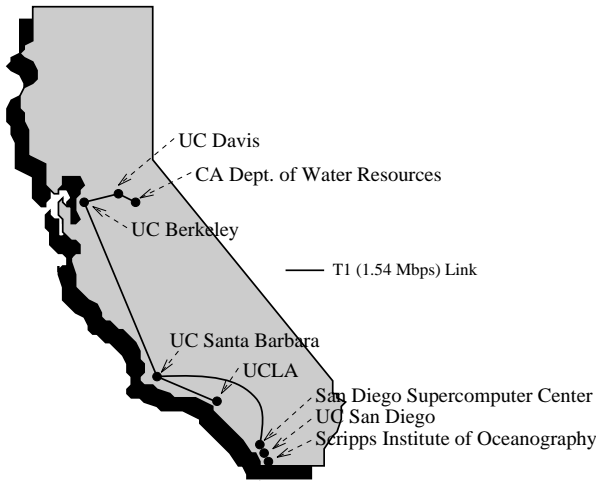 UC Davis
CA Dept. of Water Resources
UC Berkeley
T1 (1.54 Mbps) Link
UC Santa Barbara
UCLA
San Diego Supercomputer Center
UC San Diego
Scripps Institute of Oceanography